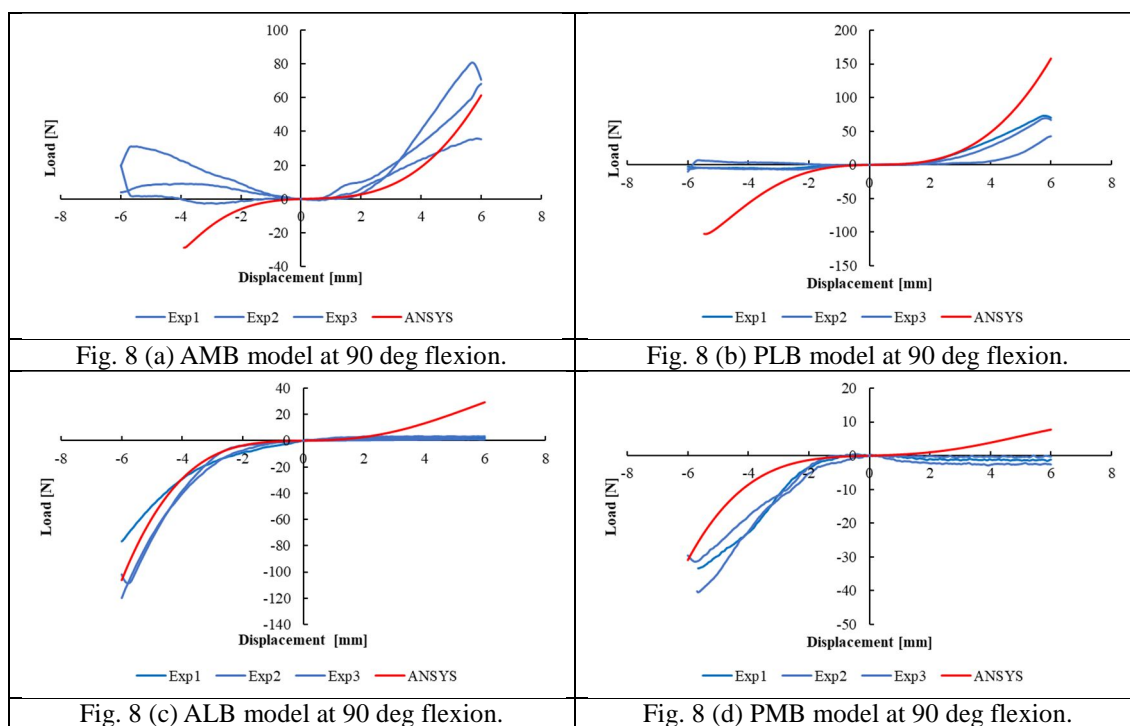 100
80
60
40
20
0
-20
-40
-8 -6 -4 -2 0 2 4 6 8
Load [N]
Displacement [mm]
Exp1 Exp2 Exp3 ANSYS
Fig. 8 (a) AMB model at 90 deg flexion.
200
150
100
50
0
-50
-100
-150
-8 -6 -4 -2 0 2 4 6 8
Load [N]
Displacement [mm]
Exp1 Exp2 Exp3 ANSYS
Fig. 8 (b) PLB model at 90 deg flexion.
40
20
0
-20
-40
-60
-80
-100
-120
-140
-8 -6 -4 -2 0 2 4 6 8
Load [N]
Displacement [mm]
Exp1 Exp2 Exp3 ANSYS
Fig. 8 (c) ALB model at 90 deg flexion.
20
10
0
-10
-20
-30
-40
-50
-8 -6 -4 -2 0 2 4 6 8
Load [N]
Displacement [mm]
Exp1 Exp2 Exp3 ANSYS
Fig. 8 (d) PMB model at 90 deg flexion.